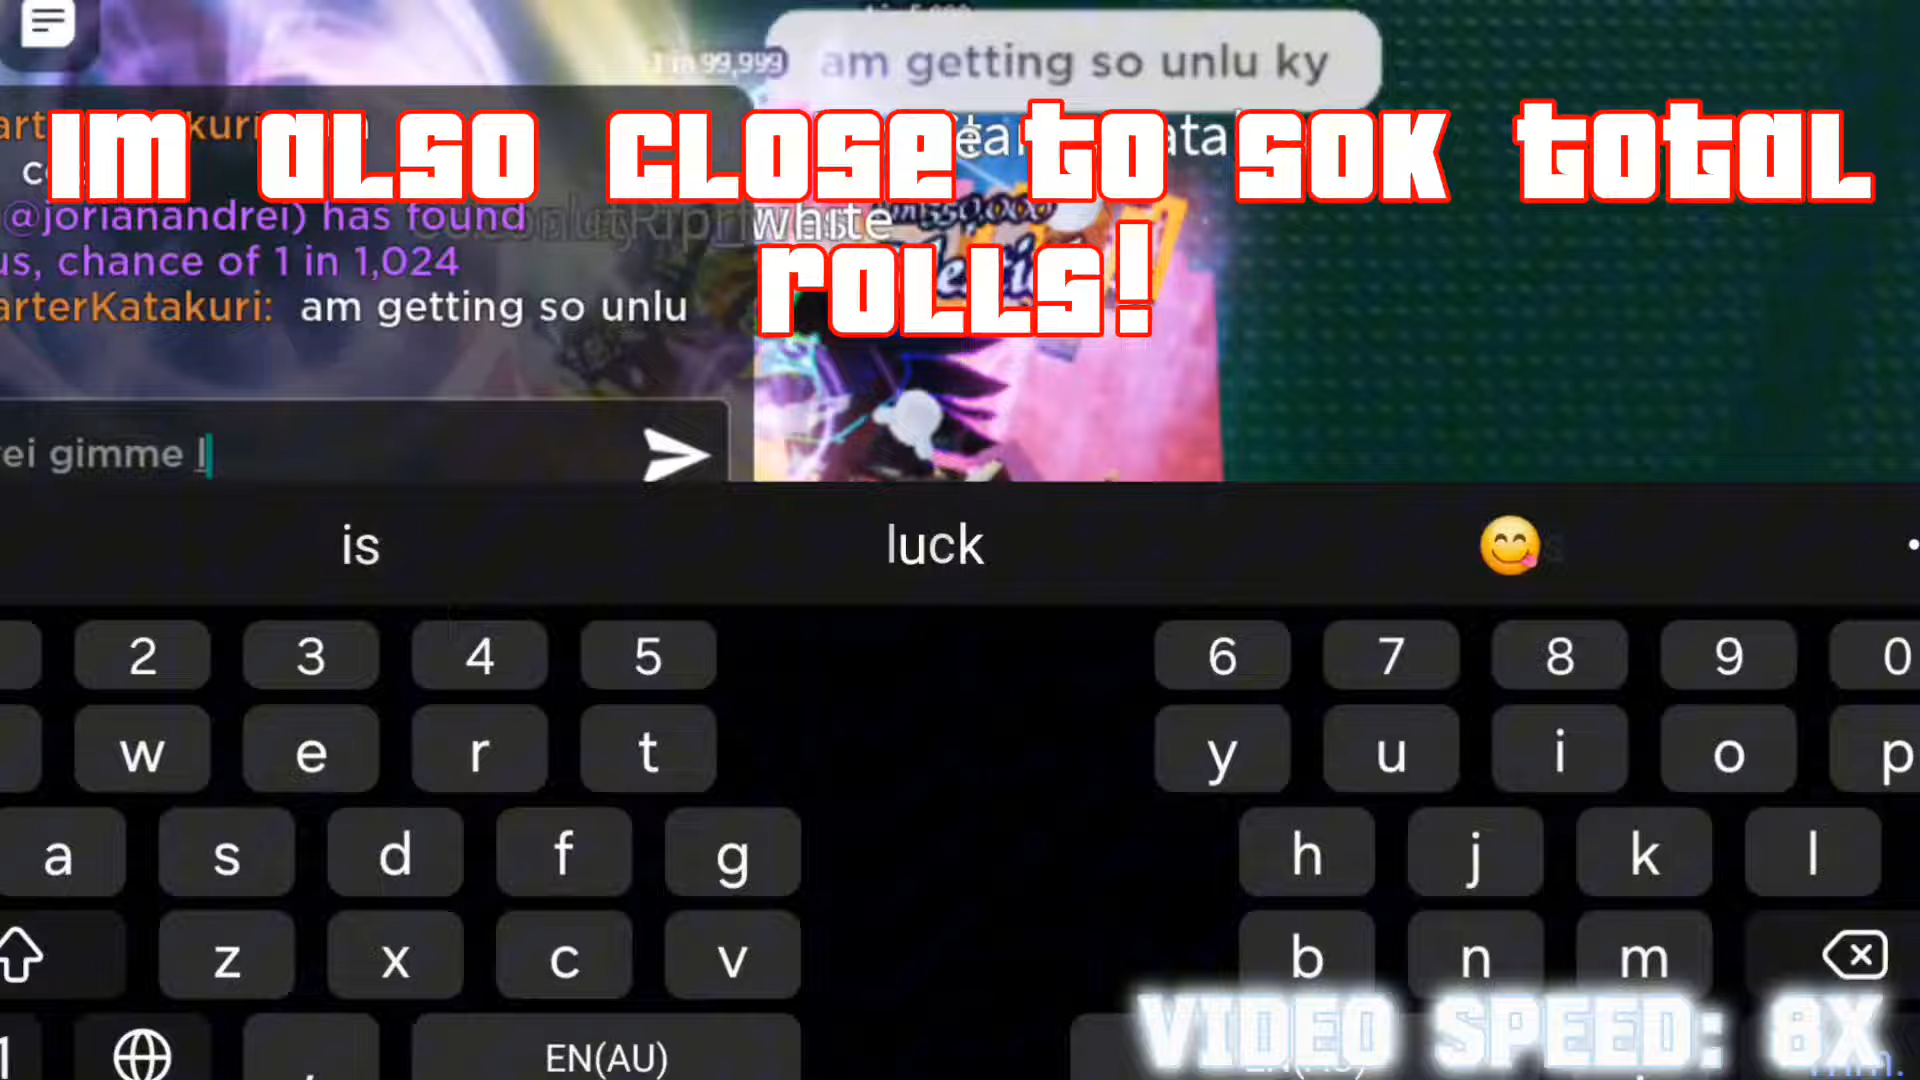 am getting so unlu ky
1 in 99,999
IM ALSO CLOSE TO 50K TOTAL
ROLLS!
@jorianandrei) has found
us, chance of 1 in 1,024
arterKatakuri: am getting so unlu
white
ei gimme l
is luck 😋
2 3 4 5 6 7 8 9 0
w e r t y u i o p
a s d f g h j k l
z x c v b n m
EN(AU)
VIDEO SPEED: 8X